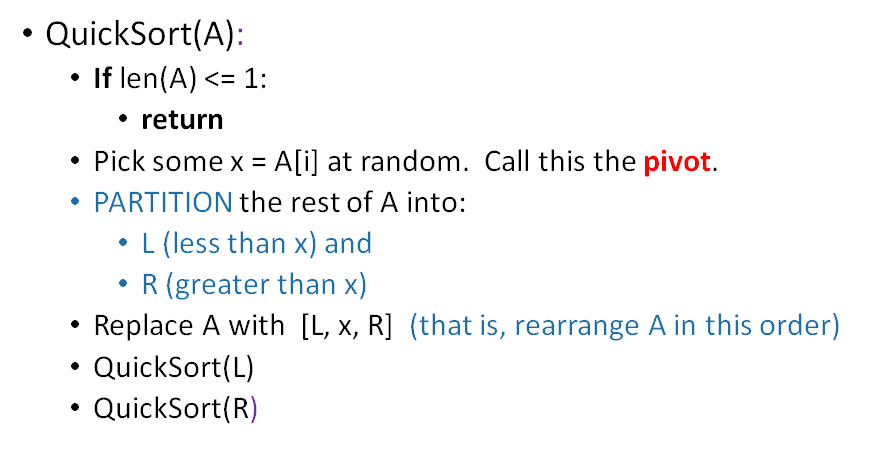 • QuickSort(A):
• If len(A) <= 1:
• return
• Pick some x = A[i] at random. Call this the pivot.
• PARTITION the rest of A into:
• L (less than x) and
• R (greater than x)
• Replace A with [L, x, R] (that is, rearrange A in this order)
• QuickSort(L)
• QuickSort(R)